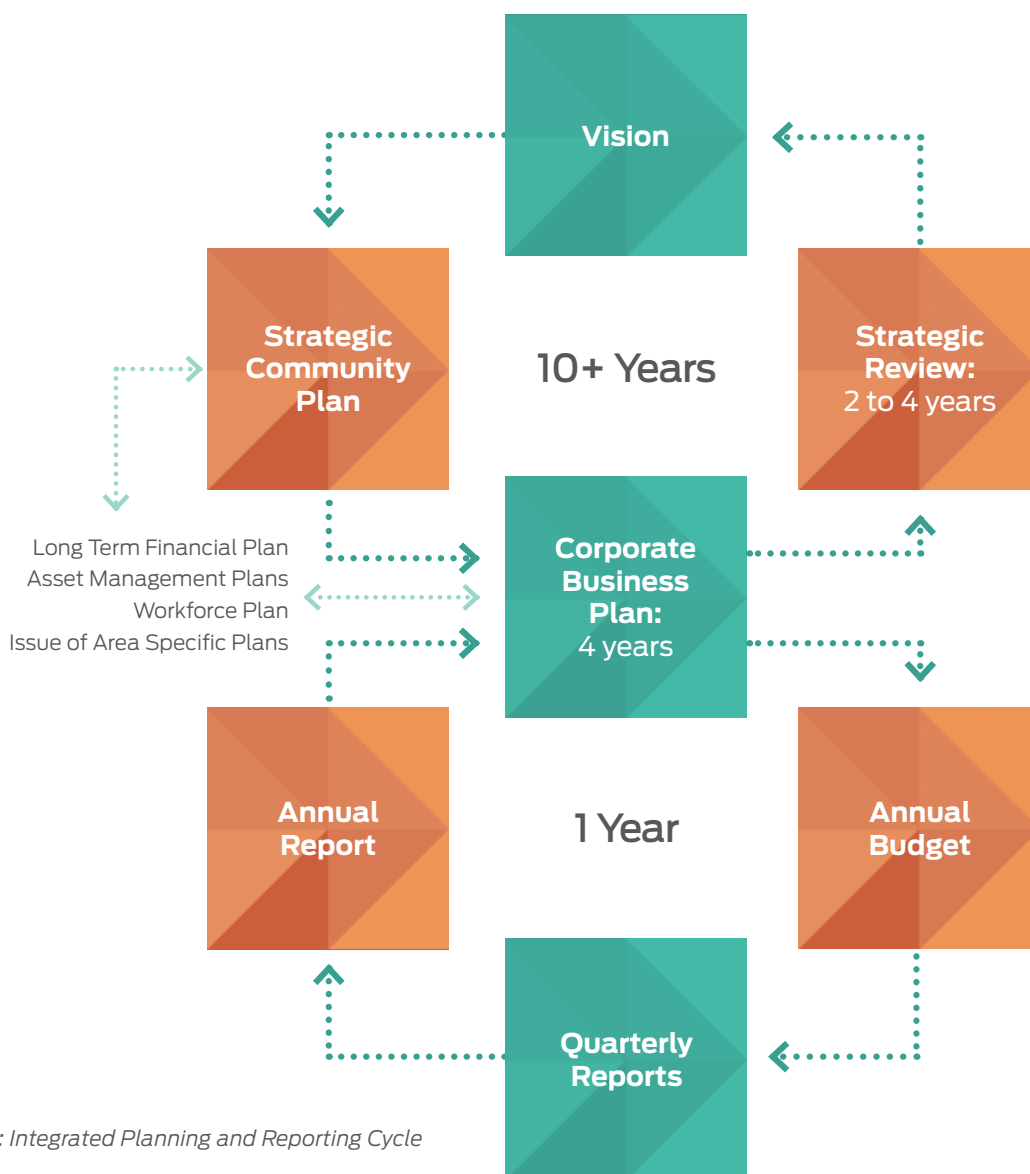 Vision
Strategic
Community
Plan
10+ Years
Strategic
Review:
2 to 4 years
Long Term Financial Plan
Asset Management Plans
Workforce Plan
Issue of Area Specific Plans
Corporate
Business
Plan:
4 years
Annual
Report
1 Year
Annual
Budget
Quarterly
Reports
: Integrated Planning and Reporting Cycle